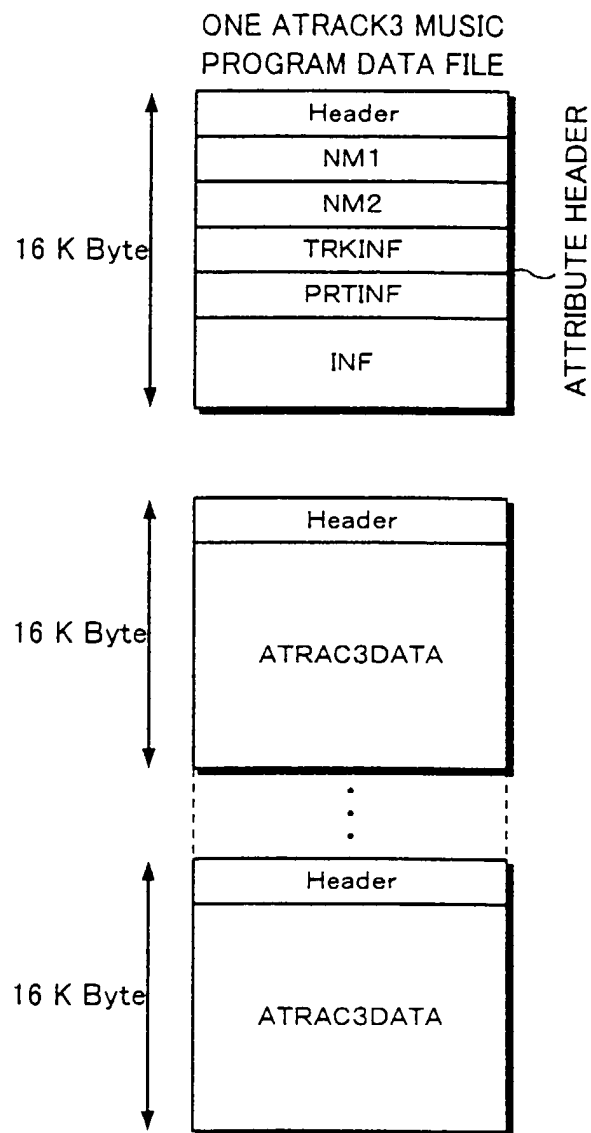 ONE ATRACK3 MUSIC
PROGRAM DATA FILE
Header
NM1
NM2
16 K Byte
TRKINF
PRTINF
INF
ATTRIBUTE HEADER
Header
16 K Byte
ATRAC3DATA
Header
16 K Byte
ATRAC3DATA